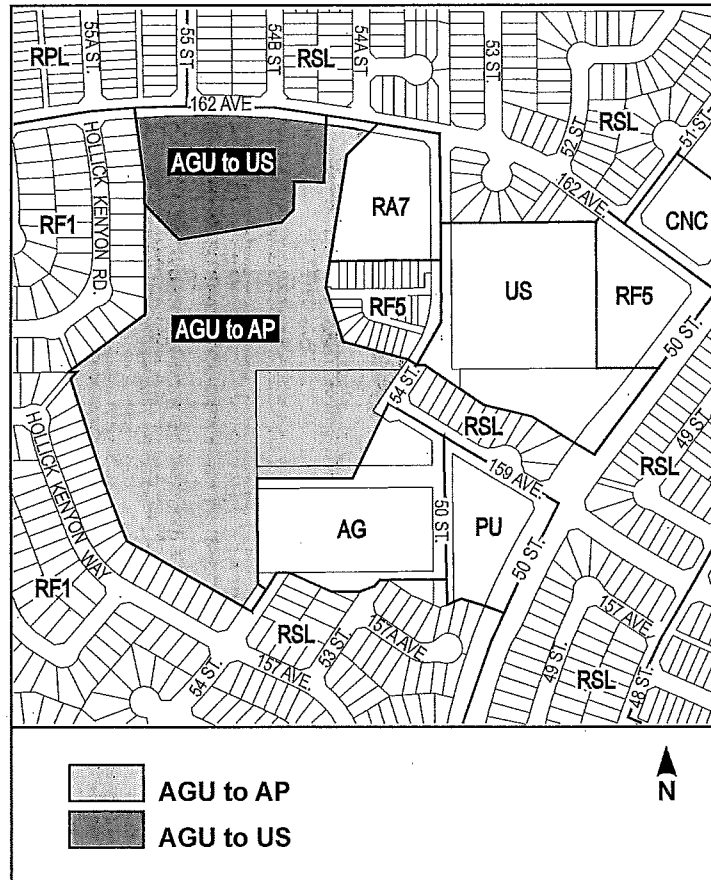 RPL
55A ST.
55 ST.
54B ST.
RSL
54A ST.
53 ST.
52 ST.
RSL
51 ST.
162 AVE.
162 AVE.
AGU to US
HOLLICK KENYON RD.
RF1
RA7
CNC
US
RF5
RF5
AGU to AP
50 ST.
54 ST.
RSL
49 ST.
RSL
HOLLICK KENYON WAY
159 AVE.
AG
50 ST.
PU
50 ST.
RF1
RSL
53 ST.
157A AVE.
157 AVE.
54 ST.
157 AVE.
49 ST.
RSL
48 ST.
AGU to AP
AGU to US
N